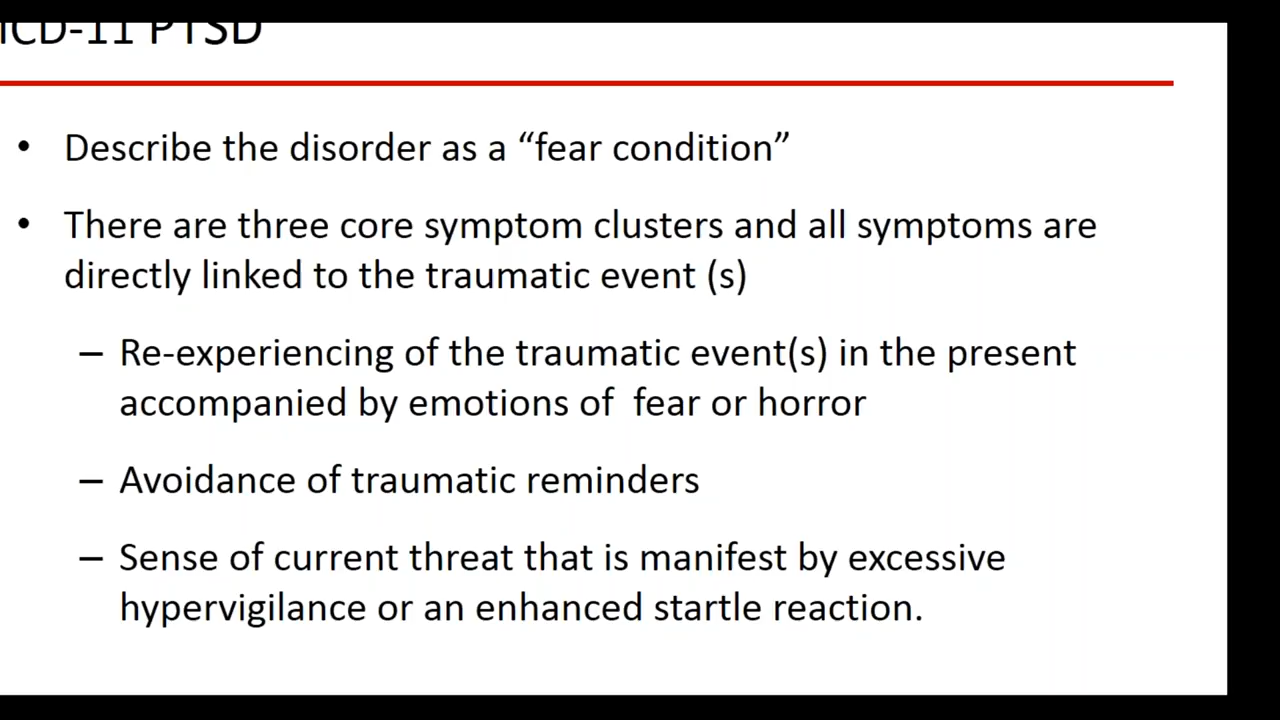 ICD-11 PTSD
• Describe the disorder as a “fear condition”
• There are three core symptom clusters and all symptoms are
directly linked to the traumatic event (s)
– Re-experiencing of the traumatic event(s) in the present
accompanied by emotions of  fear or horror
– Avoidance of traumatic reminders
– Sense of current threat that is manifest by excessive
hypervigilance or an enhanced startle reaction.